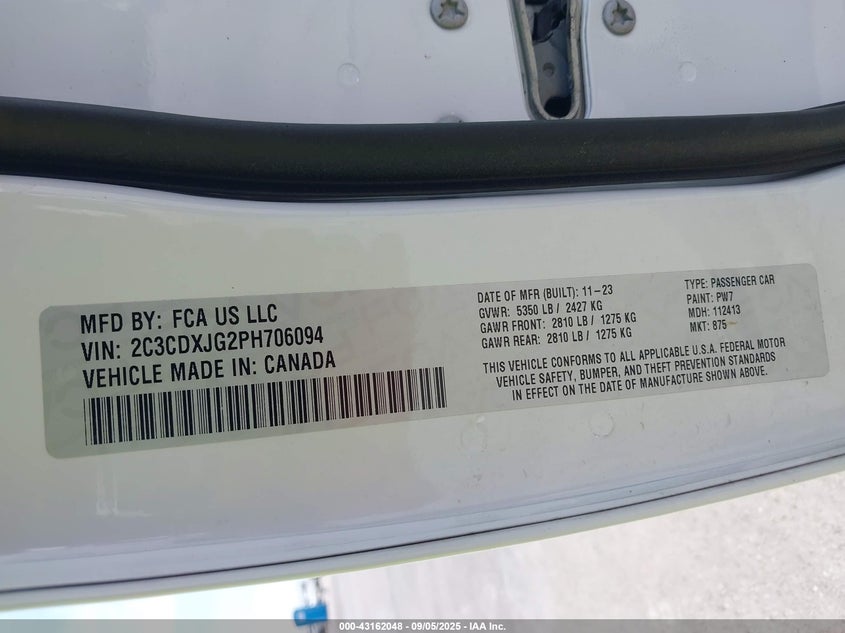 MFD BY: FCA US LLC
VIN: 2C3CDXJG2PH706094
VEHICLE MADE IN: CANADA
DATE OF MFR (BUILT): 11-23
GVWR: 5350 LB / 2427 KG
GAWR FRONT: 2810 LB / 1275 KG
GAWR REAR: 2810 LB / 1275 KG
TYPE: PASSENGER CAR
PAINT: PW7
MDH: 112413
MKT: 875
THIS VEHICLE CONFORMS TO ALL APPLICABLE U.S.A. FEDERAL MOTOR
VEHICLE SAFETY, BUMPER, AND THEFT PREVENTION STANDARDS
IN EFFECT ON THE DATE OF MANUFACTURE SHOWN ABOVE.
000-43162048 - 09/05/2025 - IAA Inc.